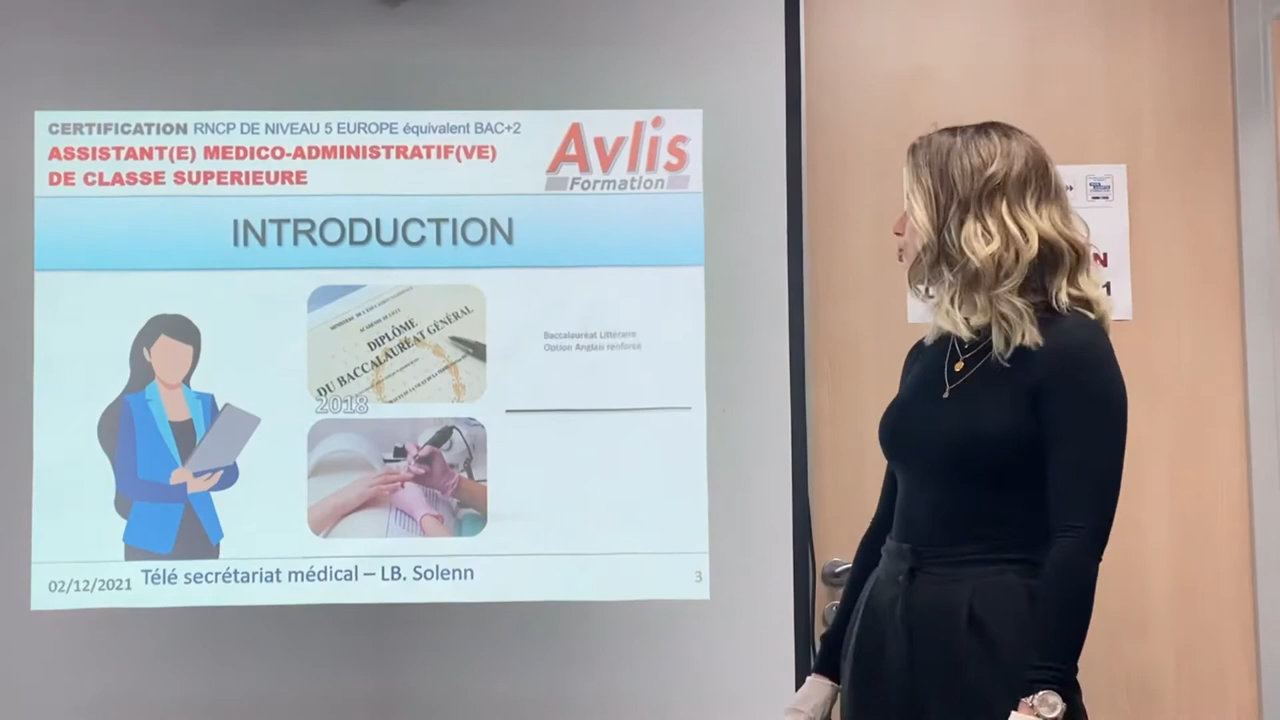 CERTIFICATION RNCP DE NIVEAU 5 EUROPE équivalent BAC+2
ASSISTANT(E) MEDICO-ADMINISTRATIF(VE)
DE CLASSE SUPERIEURE
Avlis
Formation
INTRODUCTION
DIPLÔME
DU BACCALAURÉAT GÉNÉRAL
2018
Baccalauréat Littéraire
Option Anglais renforcé
02/12/2021 Télé secrétariat médical – LB. Solenn 3
N
1